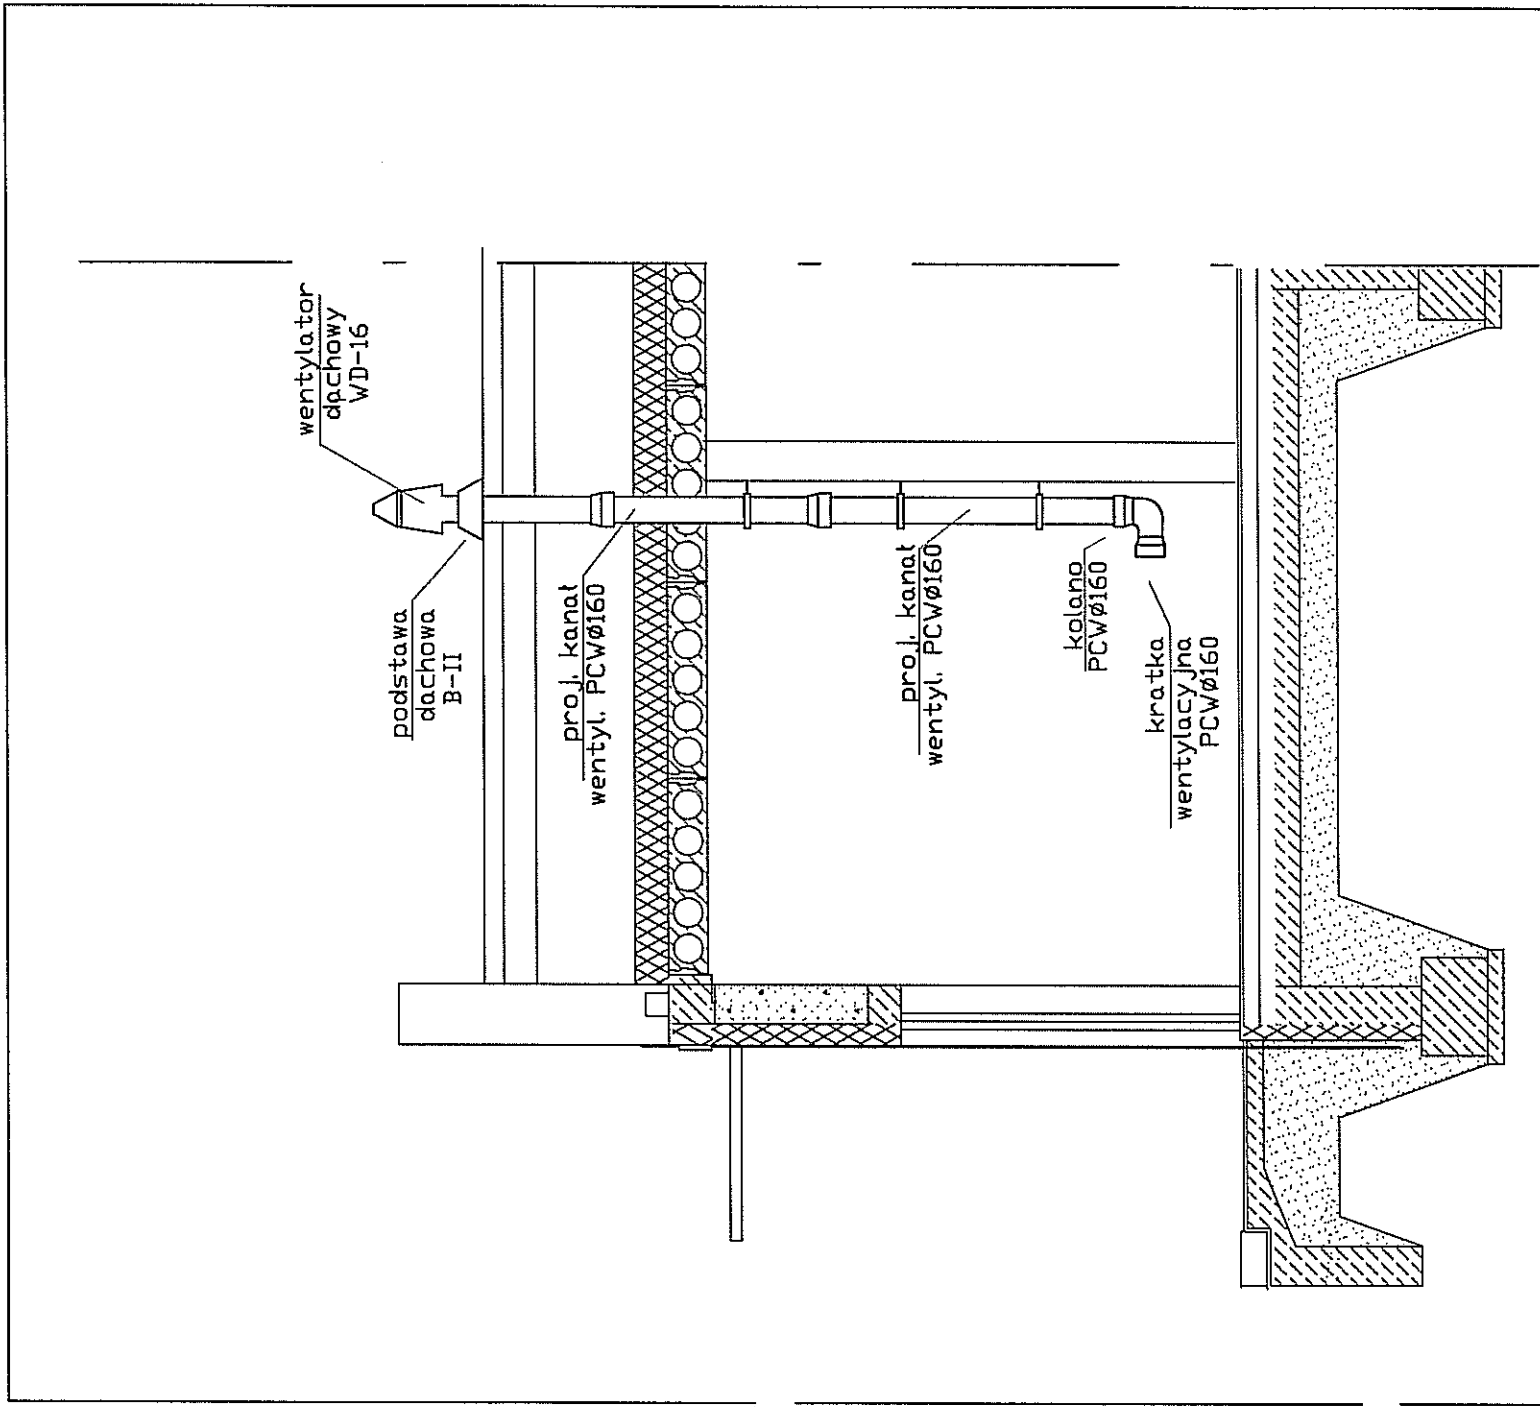 wentylator
dachowy
WD-16
podstawa
dachowa
B-II
proj. kanał
wentyl. PCWø160
proj. kanał
wentyl. PCWø160
kolano
PCWø160
kratka
wentylacyjna
PCWø160